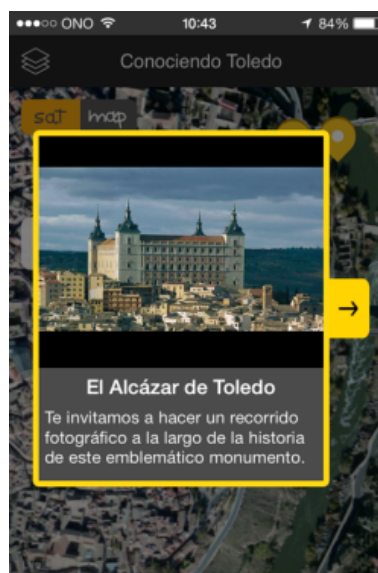 ONO 10:43 84%
Conociendo Toledo
sat map
El Alcázar de Toledo
Te invitamos a hacer un recorrido
fotográfico a la largo de la historia
de este emblemático monumento.